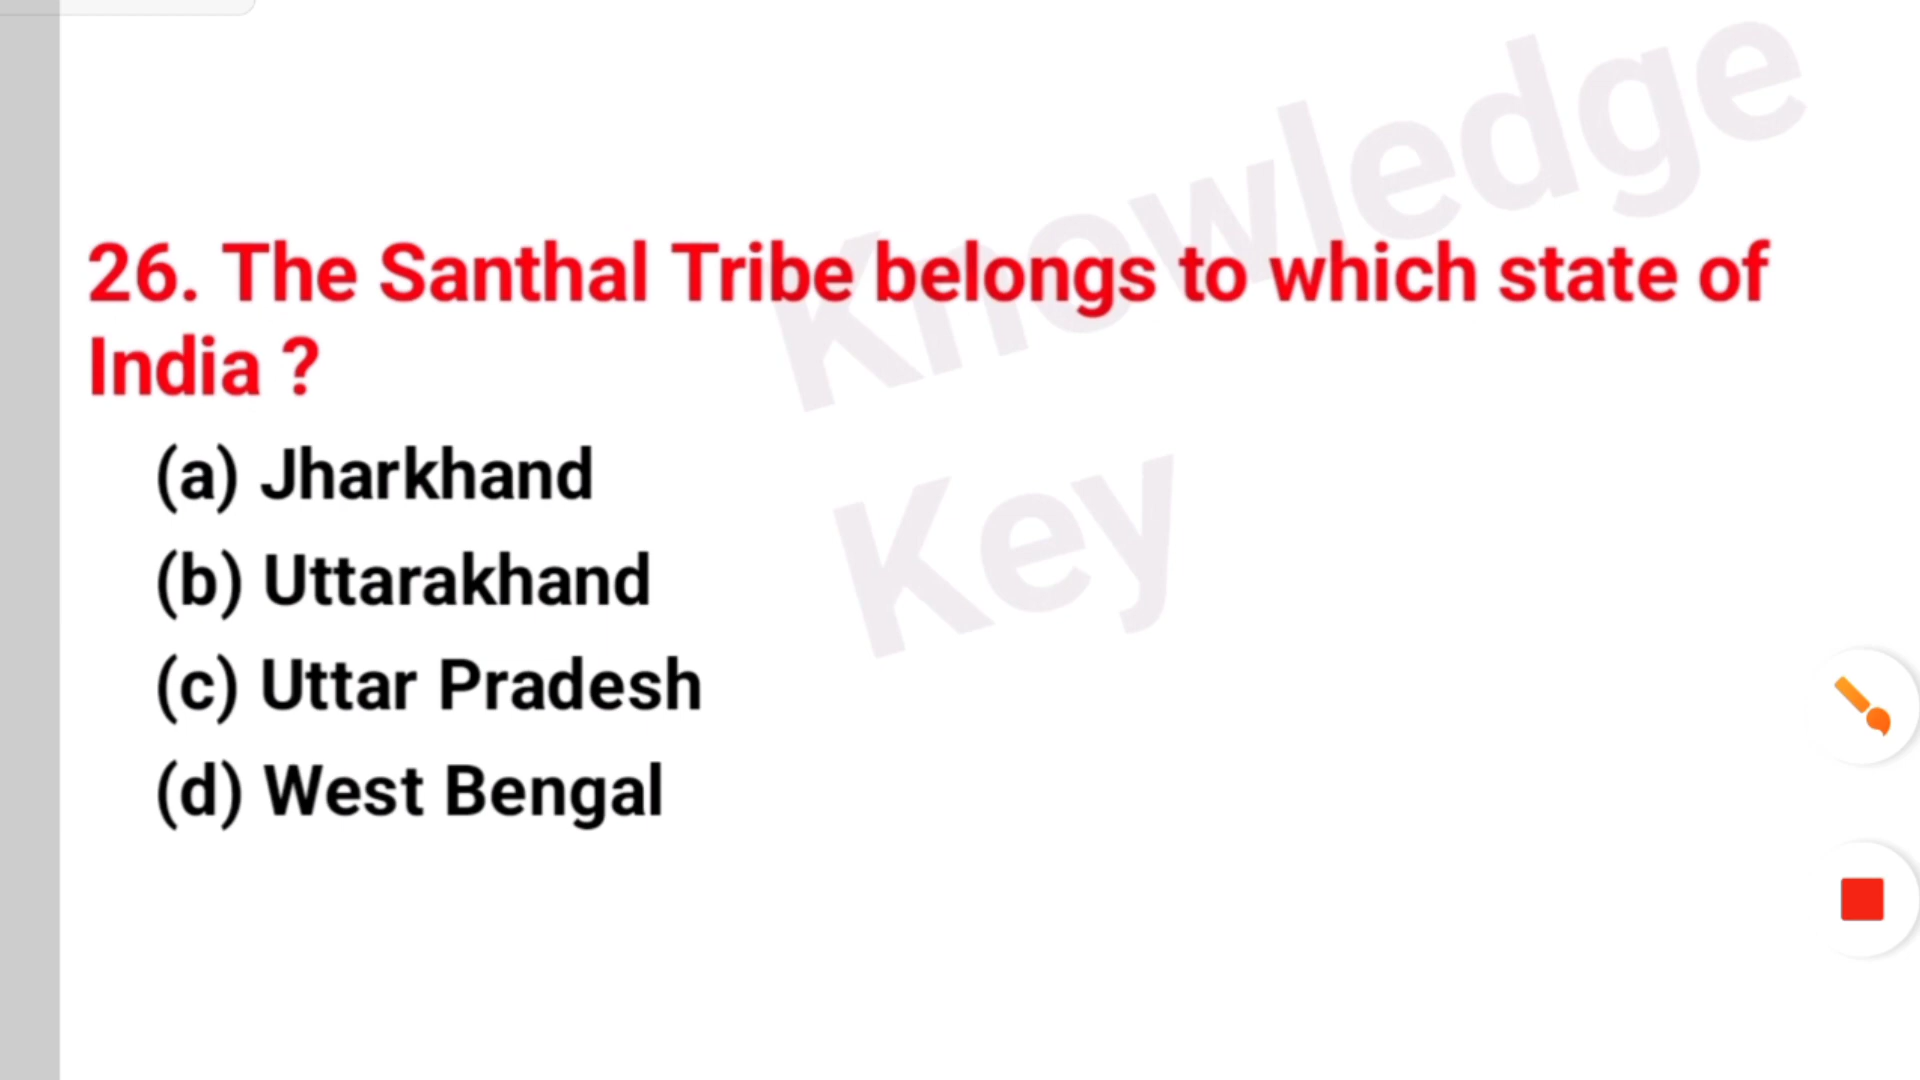 Knowledge
Key
26. The Santhal Tribe belongs to which state of
India ?
(a) Jharkhand
(b) Uttarakhand
(c) Uttar Pradesh
(d) West Bengal